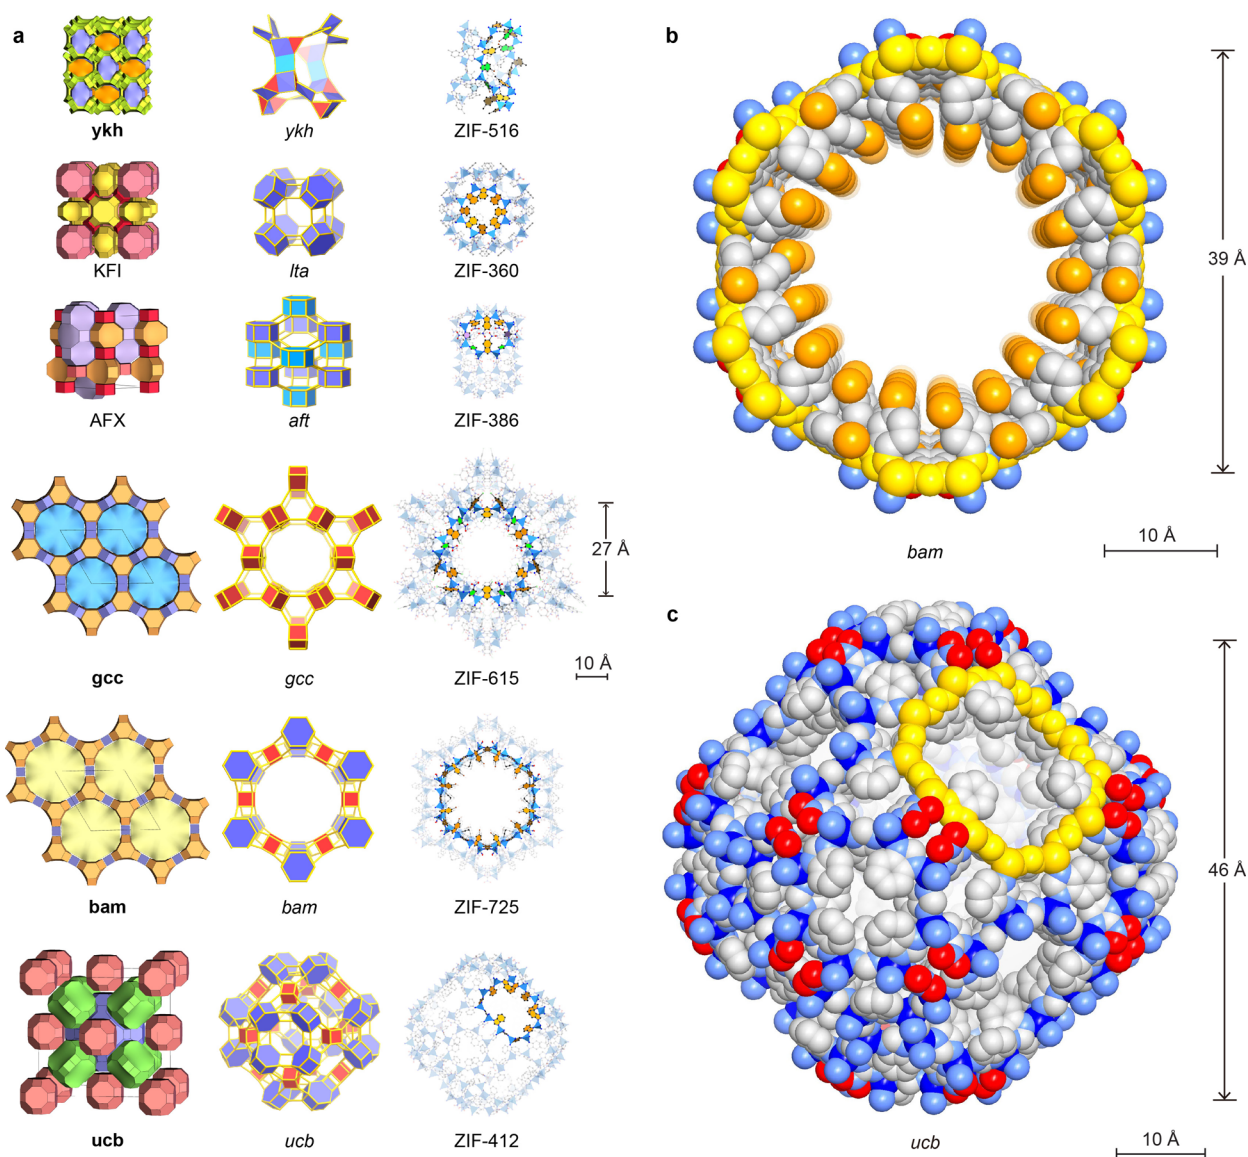 a
ykh
ykh
ZIF-516
KFI
lta
ZIF-360
AFX
aft
ZIF-386
27 Å
10 Å
gcc
gcc
ZIF-615
bam
bam
ZIF-725
ucb
ucb
ZIF-412
b
39 Å
bam
10 Å
c
46 Å
ucb
10 Å